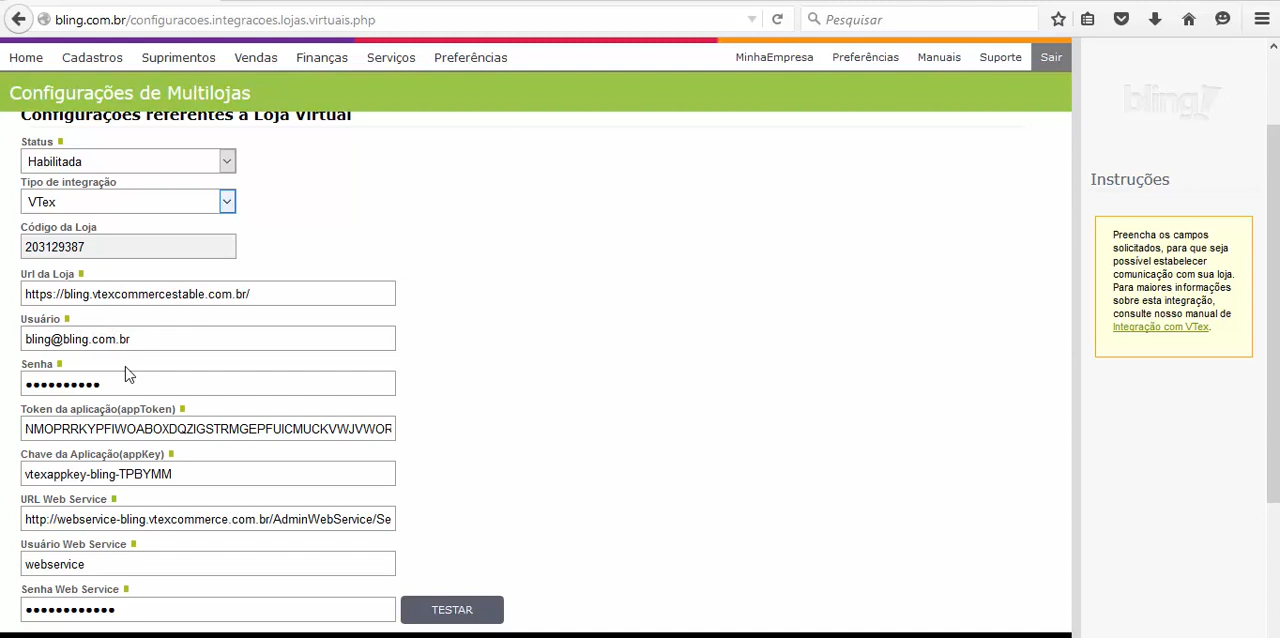 bling.com.br/configuracoes.integracoes.lojas.virtuais.php
Pesquisar
Home Cadastros Suprimentos Vendas Finanças Serviços Preferências MinhaEmpresa Preferências Manuais Suporte Sair
Configurações de Multilojas
Configurações referentes a Loja Virtual
Status
Habilitada
Tipo de integração
VTex
Código da Loja
203129387
Url da Loja
https://bling.vtexcommercestable.com.br/
Usuário
bling@bling.com.br
Senha
••••••••••
Token da aplicação(appToken)
NMOPRRKYPFIWOABOXDQZIGSTRMGEPFUICMUCKVWJVWOR
Chave da Aplicação(appKey)
vtexappkey-bling-TPBYMM
URL Web Service
http://webservice-bling.vtexcommerce.com.br/AdminWebService/Se
Usuário Web Service
webservice
Senha Web Service
••••••••••••
TESTAR
bling!
Instruções
Preencha os campos
solicitados, para que seja
possível estabelecer
comunicação com sua loja.
Para maiores informações
sobre esta integração,
consulte nosso manual de
Integração com VTex.